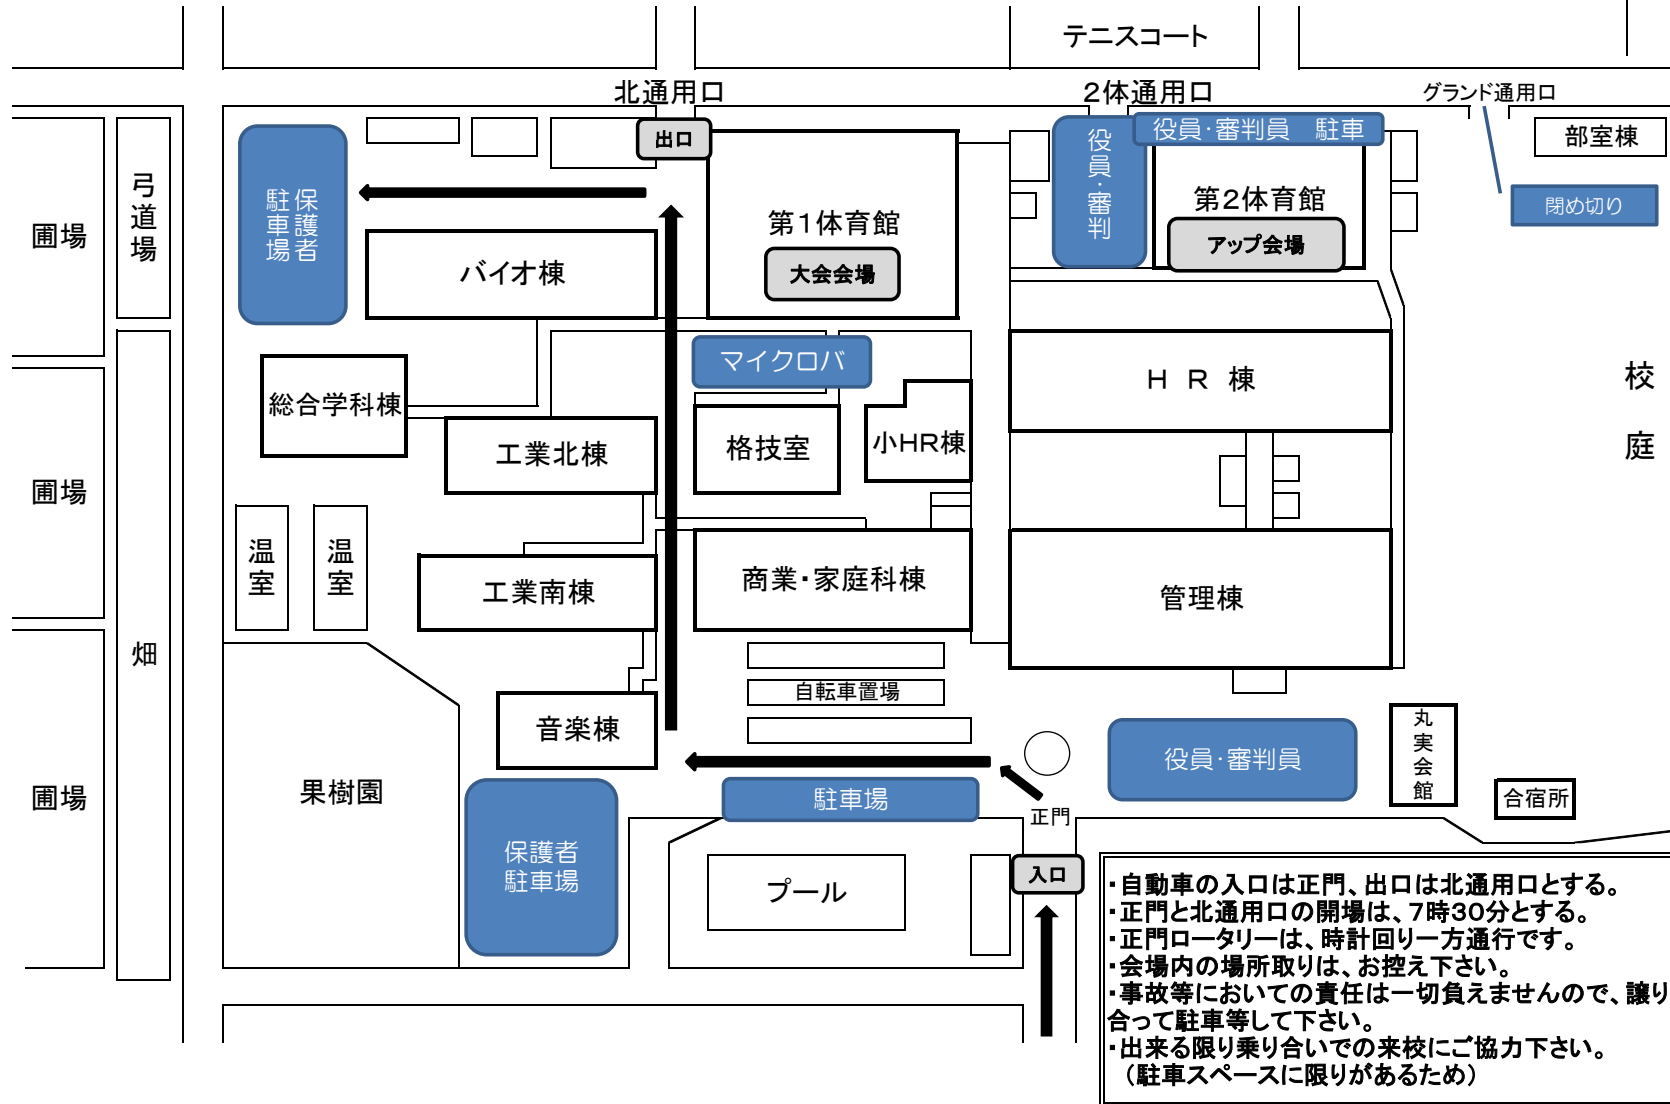 テニスコート
北通用口
2体通用口
グランド通用口
出口
役員・審判員　駐車
役員・審判
部室棟
保護者
駐車場
弓道場
圃場
第1体育館
大会会場
第2体育館
アップ会場
閉め切り
バイオ棟
マイクロバ
総合学科棟
HR棟
校庭
工業北棟
格技室
小HR棟
圃場
温室
温室
工業南棟
商業・家庭科棟
管理棟
畑
自転車置場
音楽棟
役員・審判員
丸実会館
圃場
果樹園
駐車場
正門
合宿所
保護者
駐車場
プール
入口
・自動車の入口は正門、出口は北通用口とする。
・正門と北通用口の開場は、7時30分とする。
・正門ロータリーは、時計回り一方通行です。
・会場内の場所取りは、お控え下さい。
・事故等においての責任は一切負えませんので、譲り
合って駐車等して下さい。
・出来る限り乗り合いでの来校にご協力下さい。
（駐車スペースに限りがあるため）